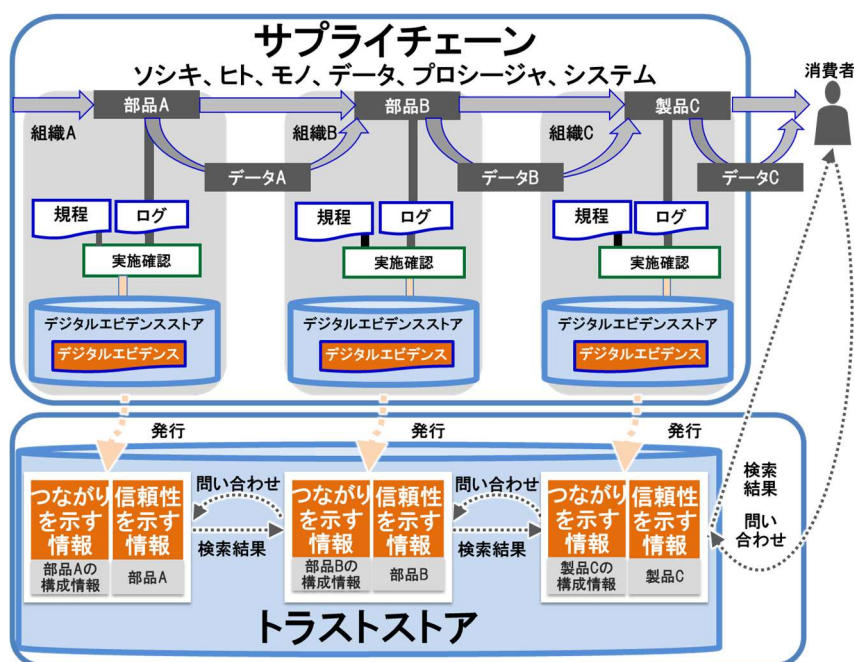 サプライチェーン
ソシキ、ヒト、モノ、データ、プロシージャ、システム
消費者
部品A
部品B
製品C
組織A
組織B
組織C
データA
データB
データC
規程
ログ
規程
ログ
規程
ログ
実施確認
実施確認
実施確認
デジタルエビデンスストア
デジタルエビデンスストア
デジタルエビデンスストア
デジタルエビデンス
デジタルエビデンス
デジタルエビデンス
発行
発行
発行
つながり
を示す
情報
信頼性
を示す
情報
部品Aの
構成情報
部品A
問い合わせ
検索結果
つながり
を示す
情報
信頼性
を示す
情報
部品Bの
構成情報
部品B
問い合わせ
検索結果
つながり
を示す
情報
信頼性
を示す
情報
製品Cの
構成情報
製品C
検索
結果
問い
合わせ
トラストストア